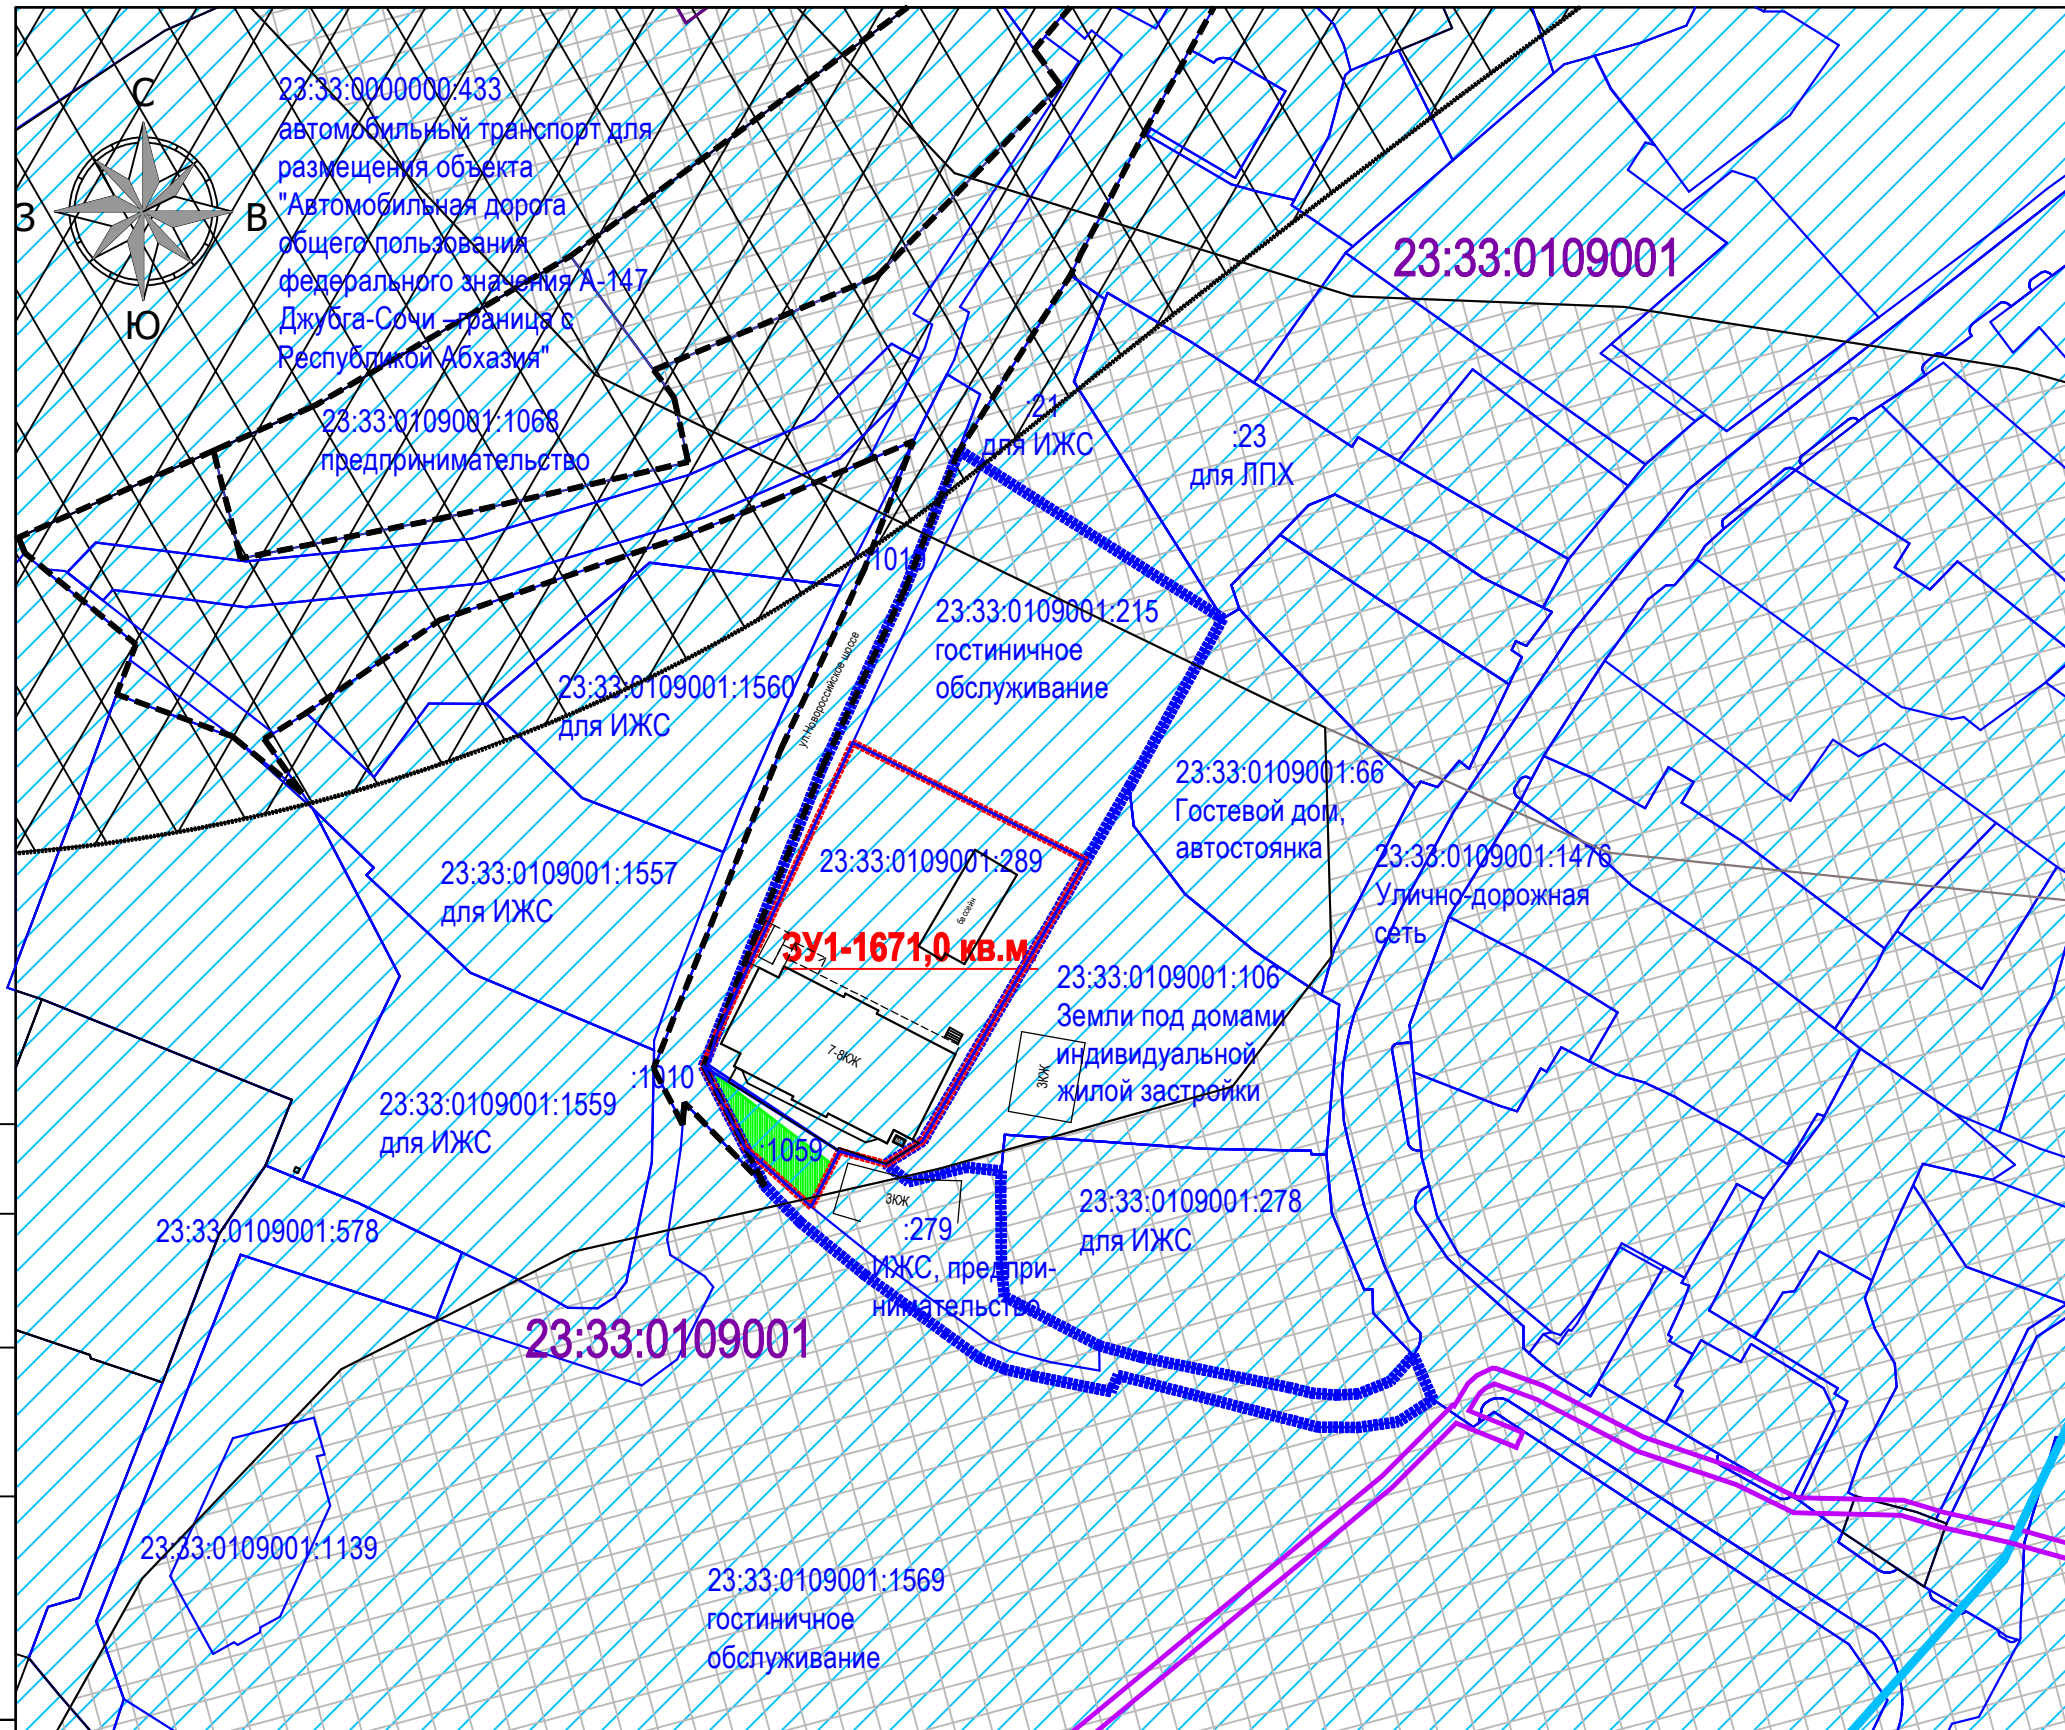 С
З
В
Ю
23:33:0000000:433
автомобильный транспорт для
размещения объекта
"Автомобильная дорога
общего пользования
федерального значения А-147
Джубга-Сочи –граница с
Республикой Абхазия"
23:33:0109001
23:33:0109001:1068
предпринимательство
:21
для ИЖС
:23
для ЛПХ
23:33:0109001:215
гостиничное
обслуживание
ул.Новороссийское шоссе
23:33:0109001:1560
для ИЖС
23:33:0109001:66
Гостевой дом,
автостоянка
23:33:0109001:289
бассейн
23:33:0109001:1476
Улично-дорожная
сеть
23:33:0109001:1557
для ИЖС
ЗУ1-1671,0 кв.м
23:33:0109001:106
Земли под домами
индивидуальной
жилой застройки
7-8КЖ
3КЖ
:1010
23:33:0109001:1559
для ИЖС
:1059
3КЖ
23:33:0109001:278
для ИЖС
23:33:0109001:578
:279
ИЖС, предпри-
нимательство
23:33:0109001
23:33:0109001:1139
23:33:0109001:1569
гостиничное
обслуживание